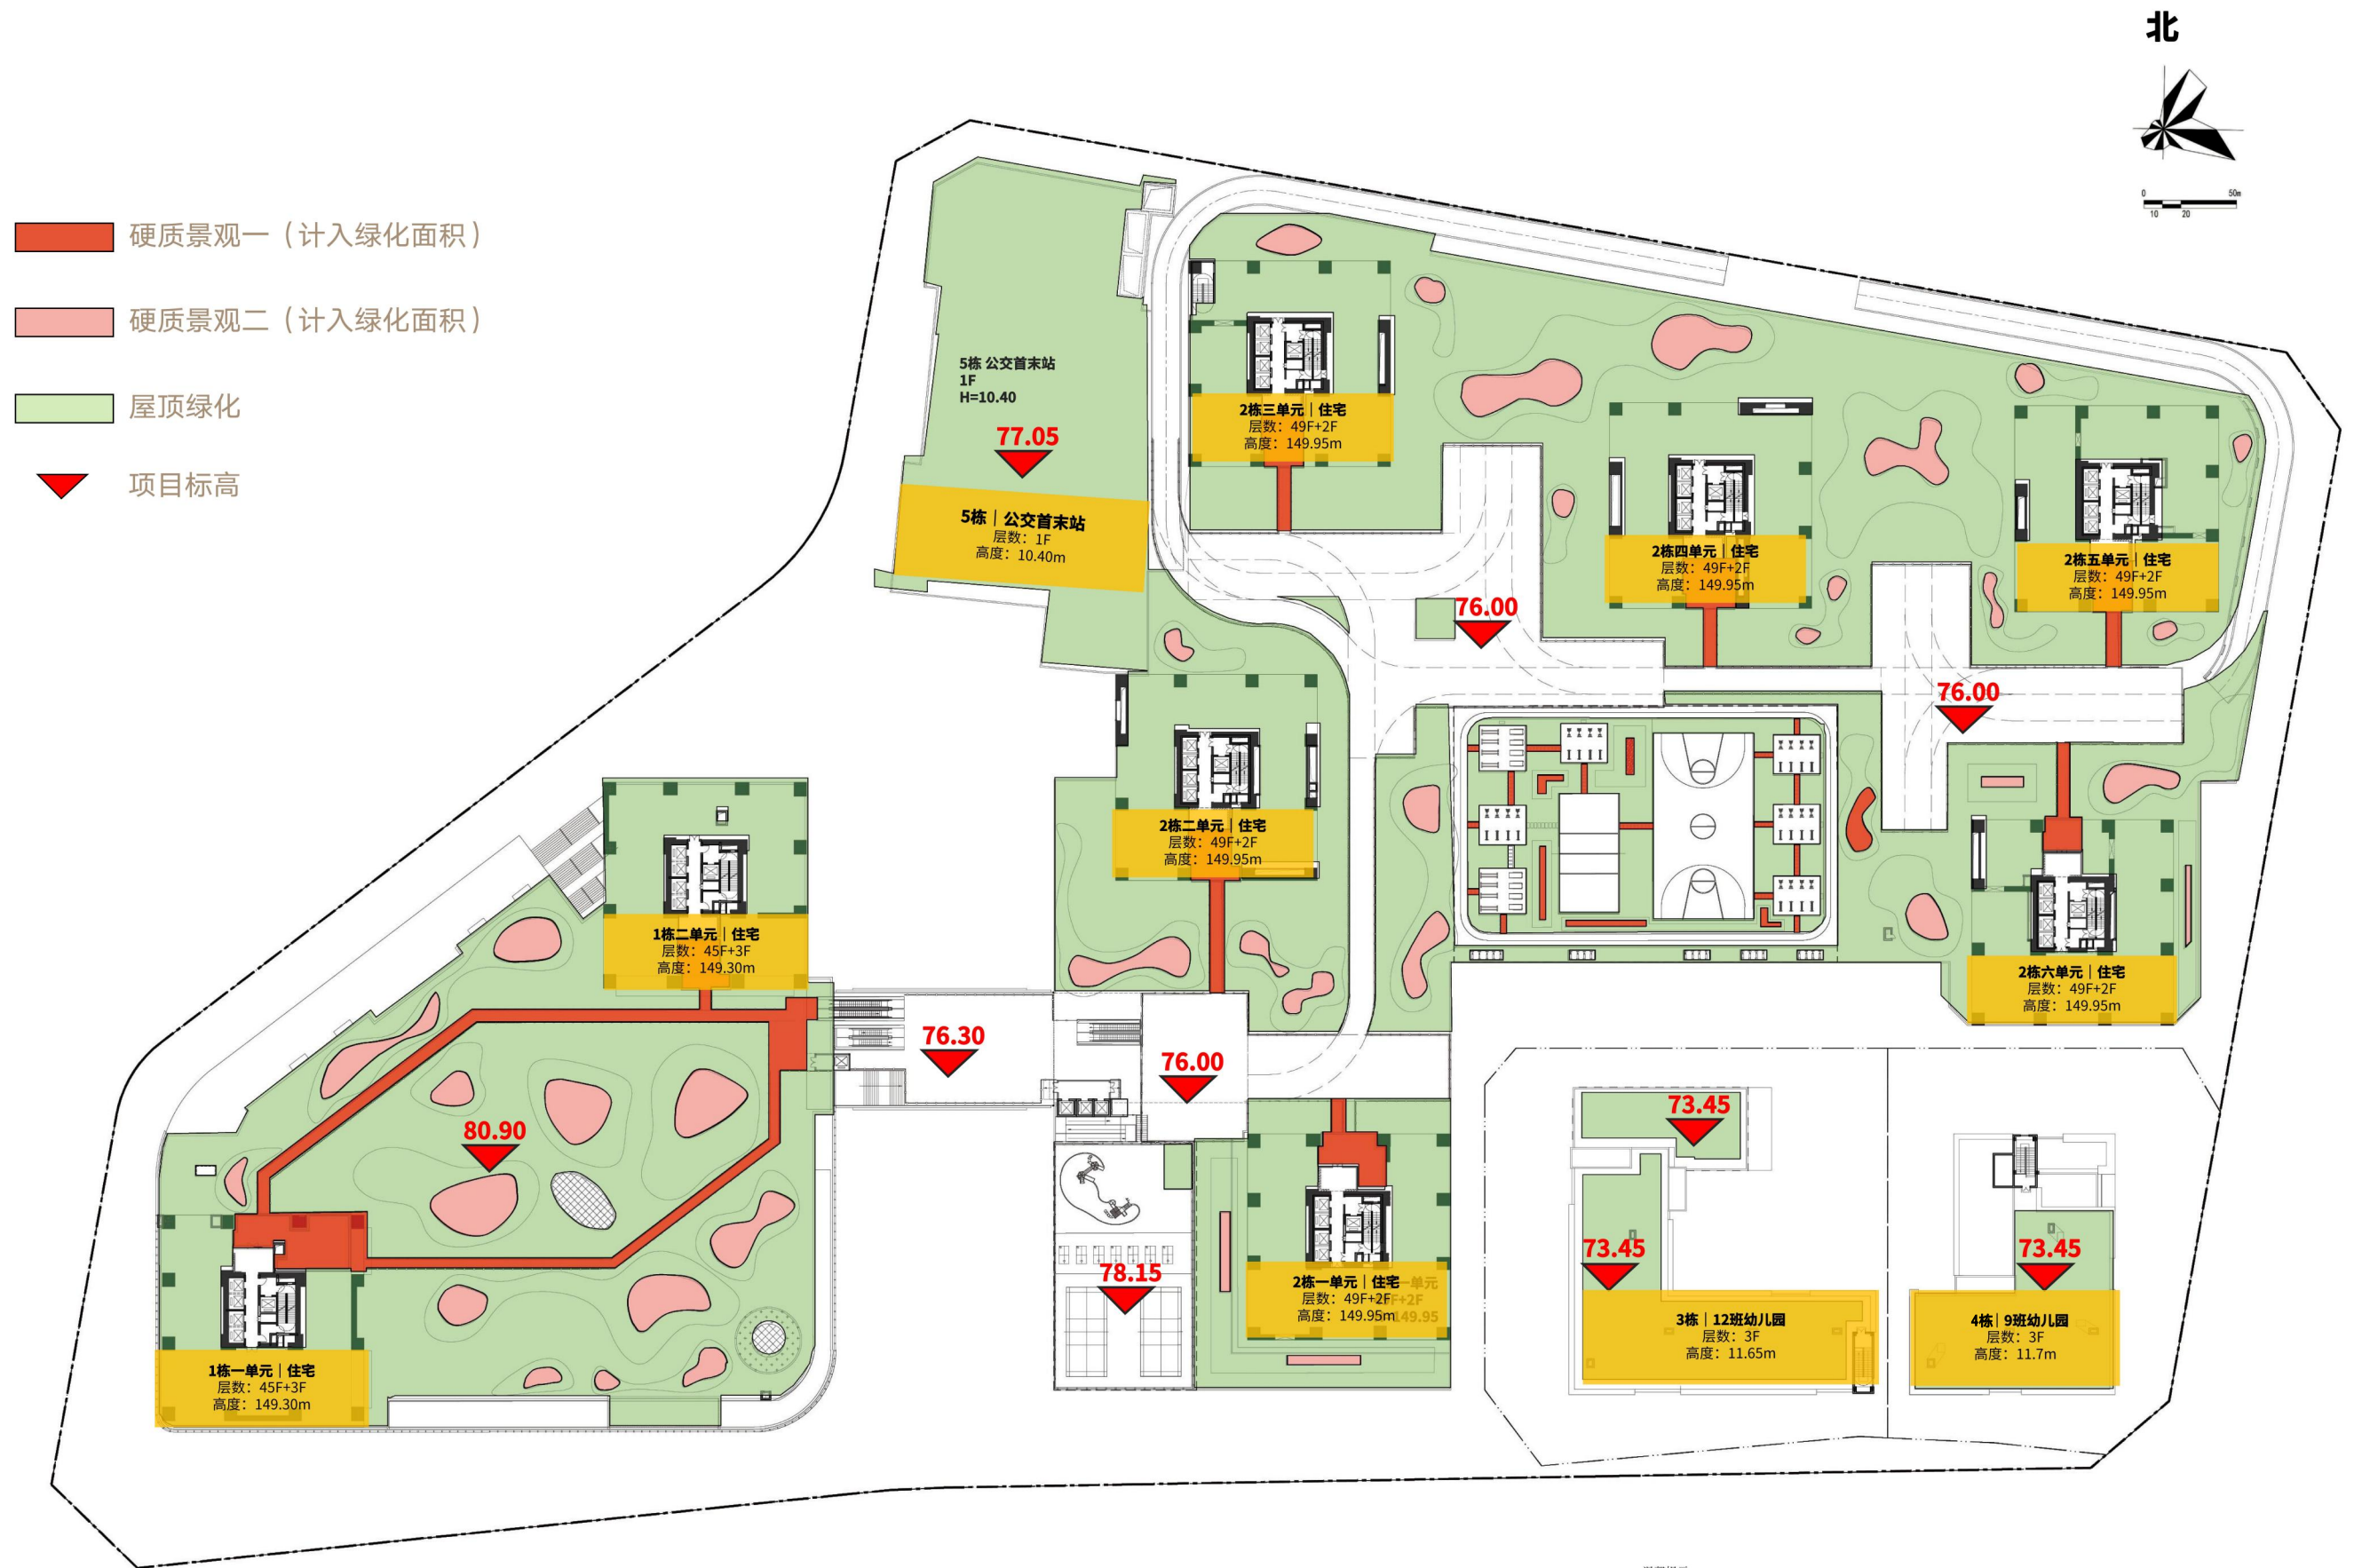 北
0 50m
10 20
硬质景观一（计入绿化面积）
硬质景观二（计入绿化面积）
屋顶绿化
项目标高
5栋 公交首末站
1F
H=10.40
77.05
5栋｜公交首末站
层数：1F
高度：10.40m
2栋三单元｜住宅
层数：49F+2F
高度：149.95m
2栋四单元｜住宅
层数：49F+2F
高度：149.95m
2栋五单元｜住宅
层数：49F+2F
高度：149.95m
76.00
76.00
2栋二单元｜住宅
层数：49F+2F
高度：149.95m
1栋二单元｜住宅
层数：45F+3F
高度：149.30m
2栋六单元｜住宅
层数：49F+2F
高度：149.95m
76.30
76.00
80.90
73.45
73.45
73.45
78.15
2栋一单元｜住宅
层数：49F+2F
高度：149.95m
3栋｜12班幼儿园
层数：3F
高度：11.65m
4栋｜9班幼儿园
层数：3F
高度：11.7m
1栋一单元｜住宅
层数：45F+3F
高度：149.30m